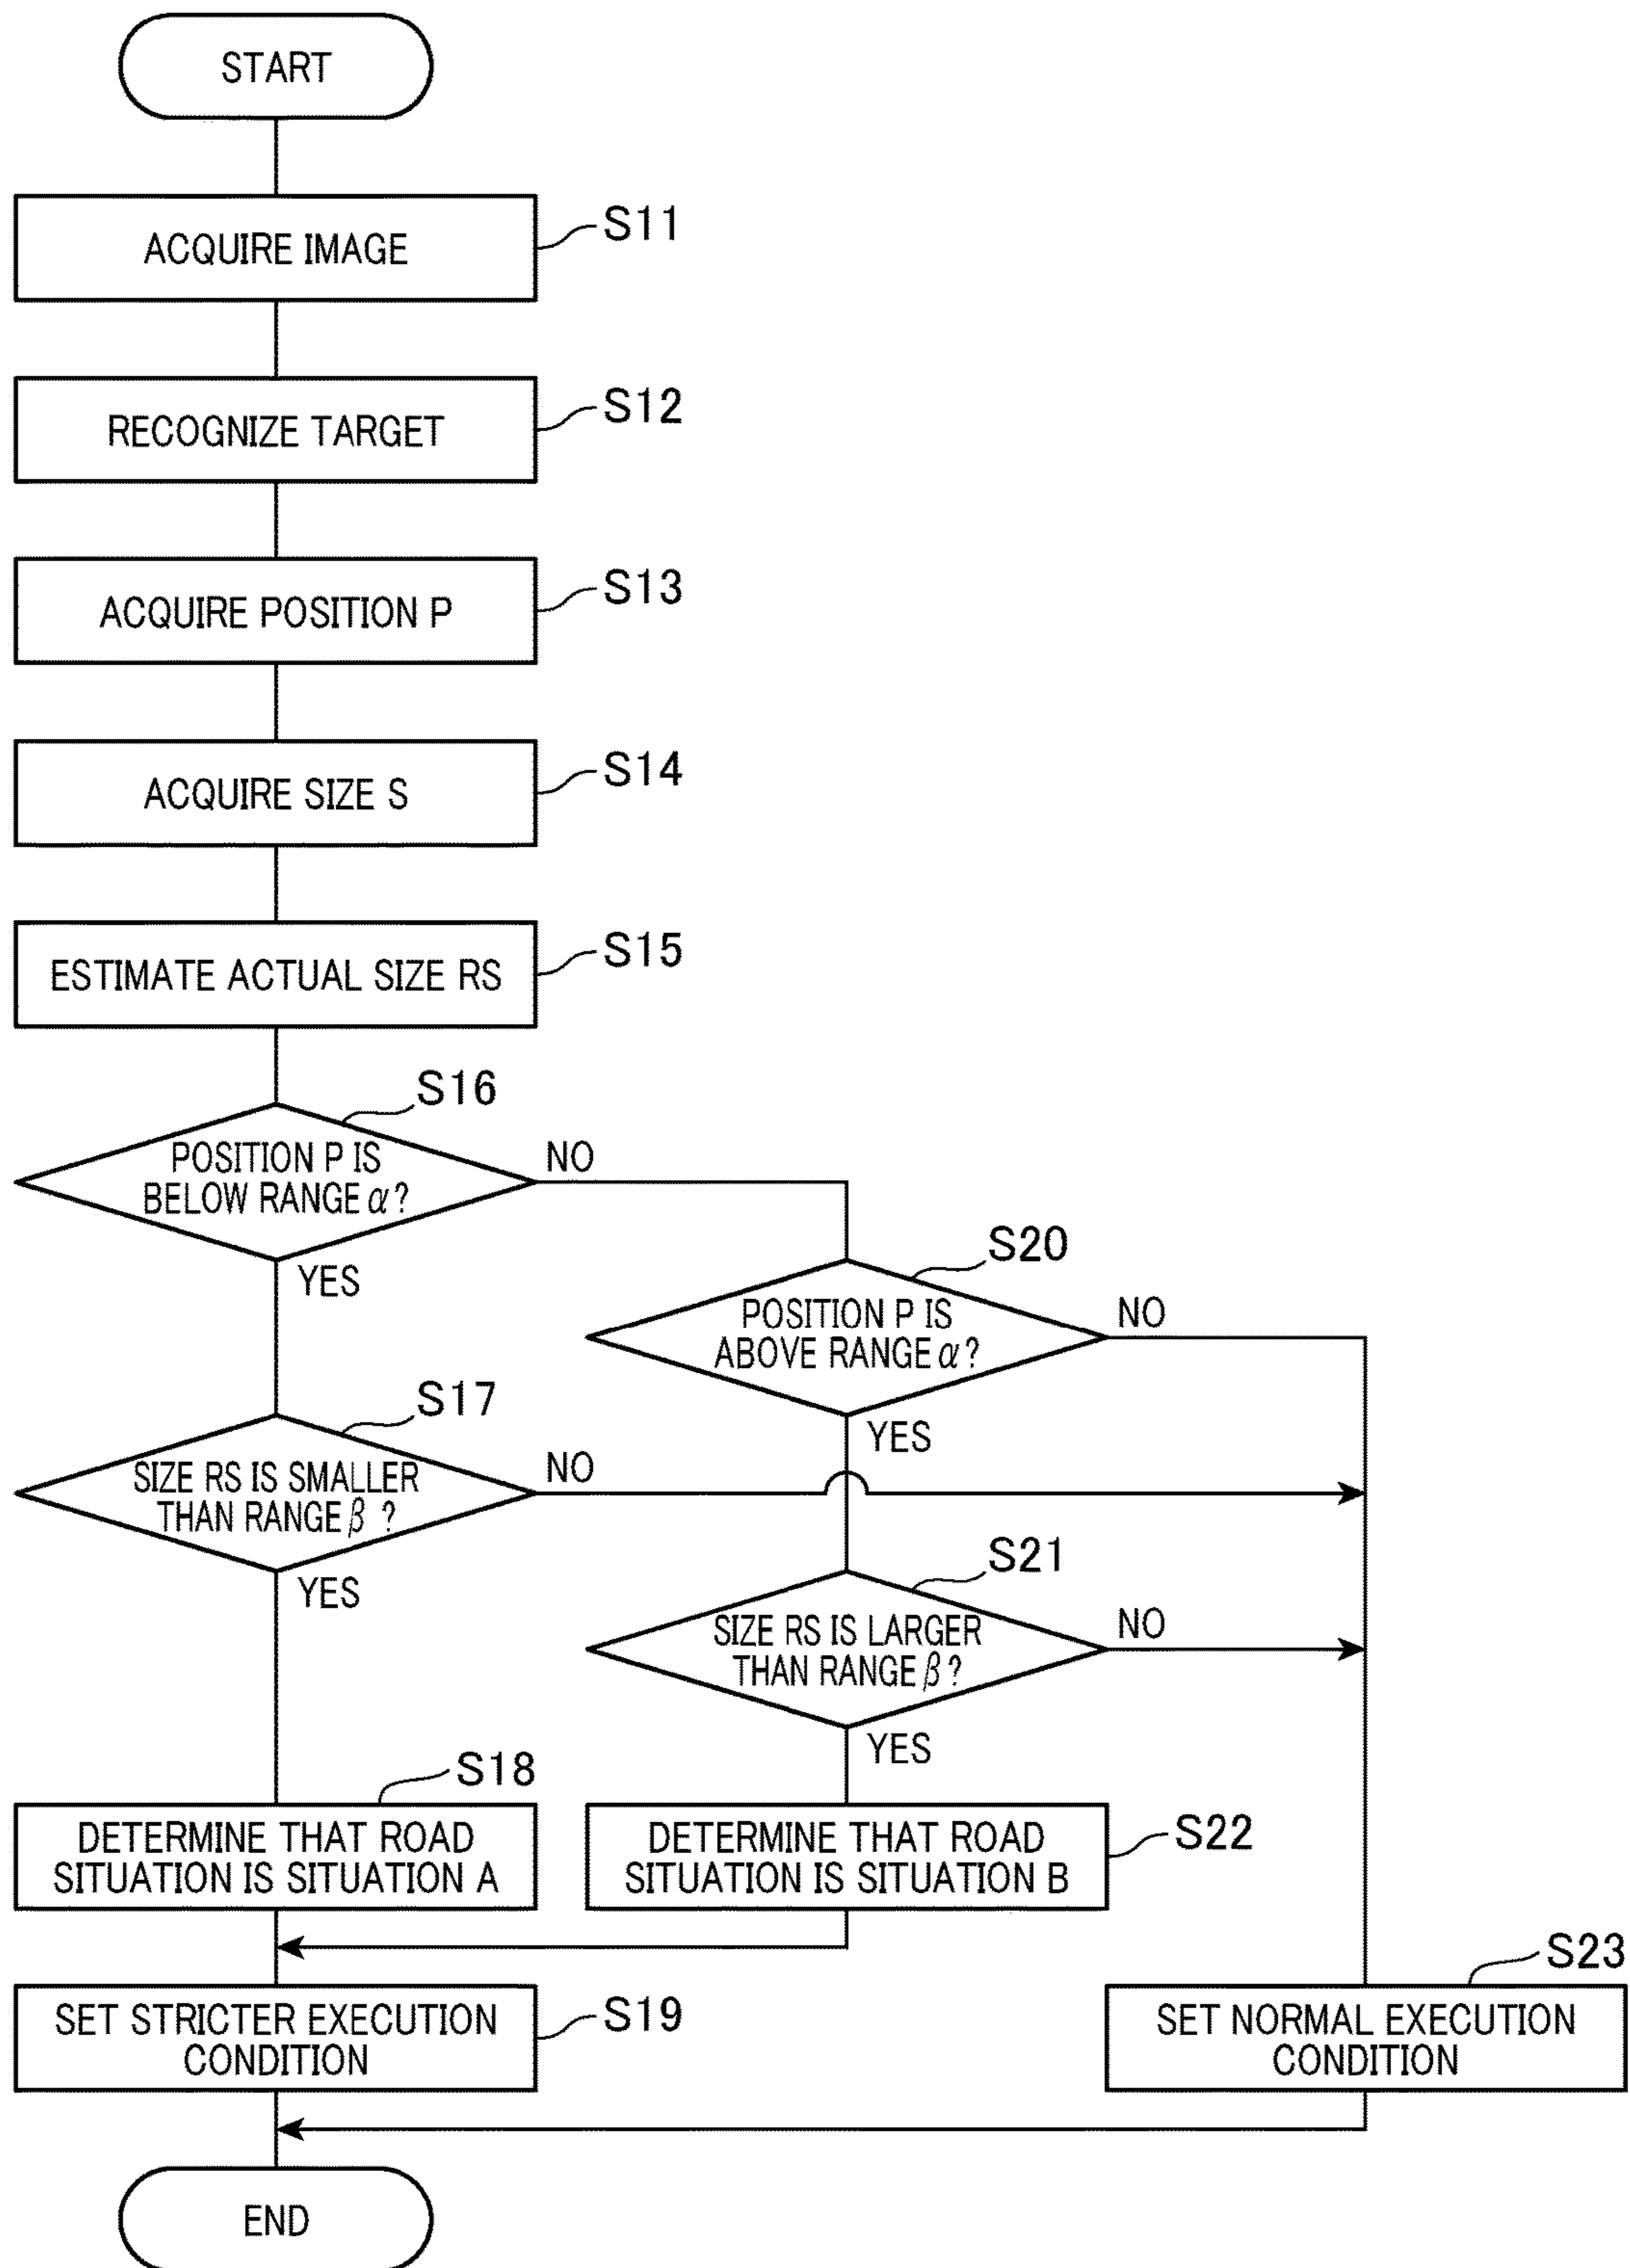 START
ACQUIRE IMAGE
S11
RECOGNIZE TARGET
S12
ACQUIRE POSITION P
S13
ACQUIRE SIZE S
S14
ESTIMATE ACTUAL SIZE RS
S15
S16
POSITION P IS
BELOW RANGE α?
NO
YES
S20
POSITION P IS
ABOVE RANGE α?
NO
YES
S17
SIZE RS IS SMALLER
THAN RANGE β ?
NO
YES
S21
SIZE RS IS LARGER
THAN RANGE β?
NO
YES
S18
DETERMINE THAT ROAD
SITUATION IS SITUATION A
DETERMINE THAT ROAD
SITUATION IS SITUATION B
S22
SET STRICTER EXECUTION
CONDITION
S19
S23
SET NORMAL EXECUTION
CONDITION
END